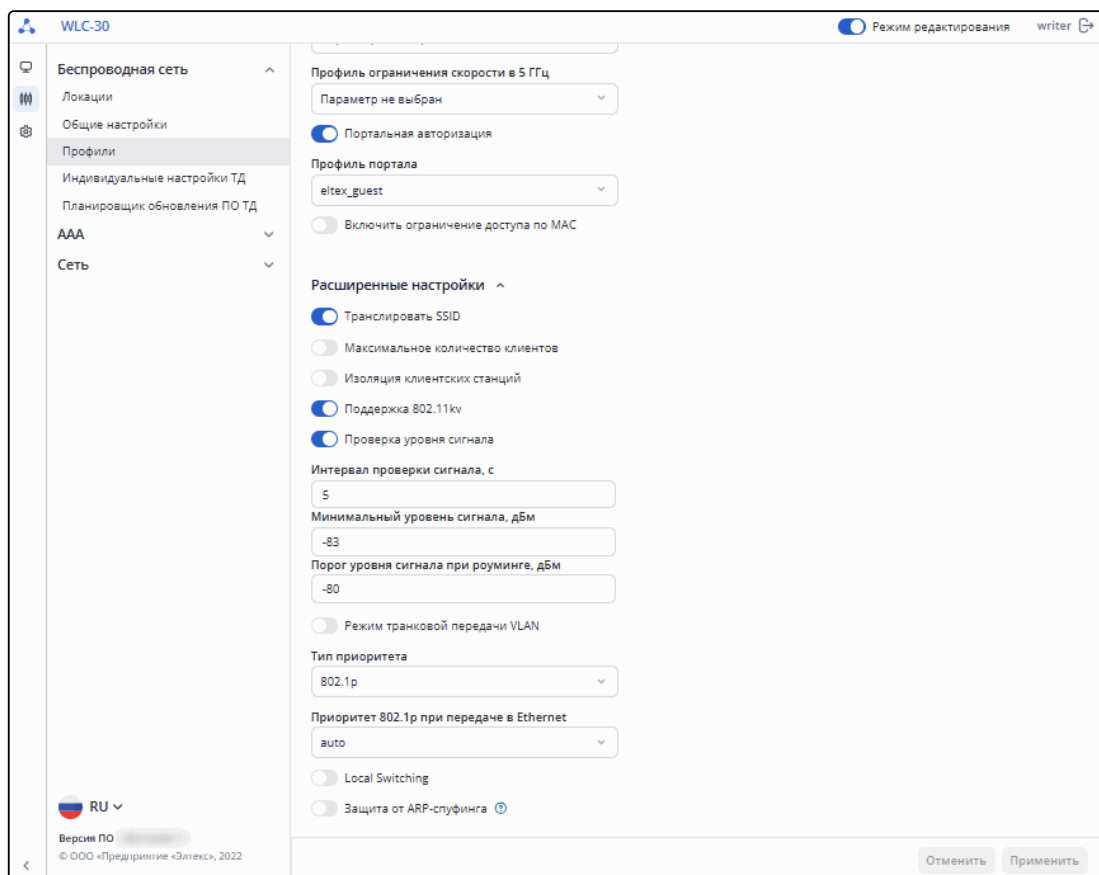 WLC-30
Режим редактирования
writer
Беспроводная сеть
Локации
Общие настройки
Профили
Индивидуальные настройки ТД
Планировщик обновления ПО ТД
AAA
Сеть
Профиль ограничения скорости в 5 ГГц
Параметр не выбран
Портальная авторизация
Профиль портала
eltex_guest
Включить ограничение доступа по MAC
Расширенные настройки
Транслировать SSID
Максимальное количество клиентов
Изоляция клиентских станций
Поддержка 802.11kv
Проверка уровня сигнала
Интервал проверки сигнала, с
5
Минимальный уровень сигнала, дБм
-83
Порог уровня сигнала при роуминге, дБм
-80
Режим транковой передачи VLAN
Тип приоритета
802.1p
Приоритет 802.1p при передаче в Ethernet
auto
Local Switching
Защита от ARP-спуфинга
RU
Версия ПО
© ООО «Предприятие «Элтекс», 2022
Отменить
Применить